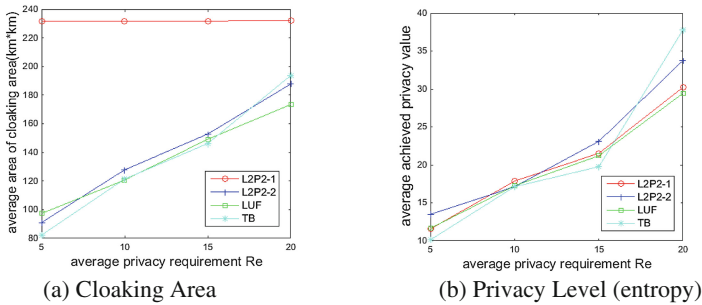 240
220
200
180
160
140
120
100
80
5
10
15
20
average area of cloaking area(km*km)
average privacy requirement Re
L2P2-1
L2P2-2
LUF
TB
(a) Cloaking Area
40
35
30
25
20
15
10
5
10
15
20
average achieved privacy value
average privacy requirement Re
L2P2-1
L2P2-2
LUF
TB
(b) Privacy Level (entropy)